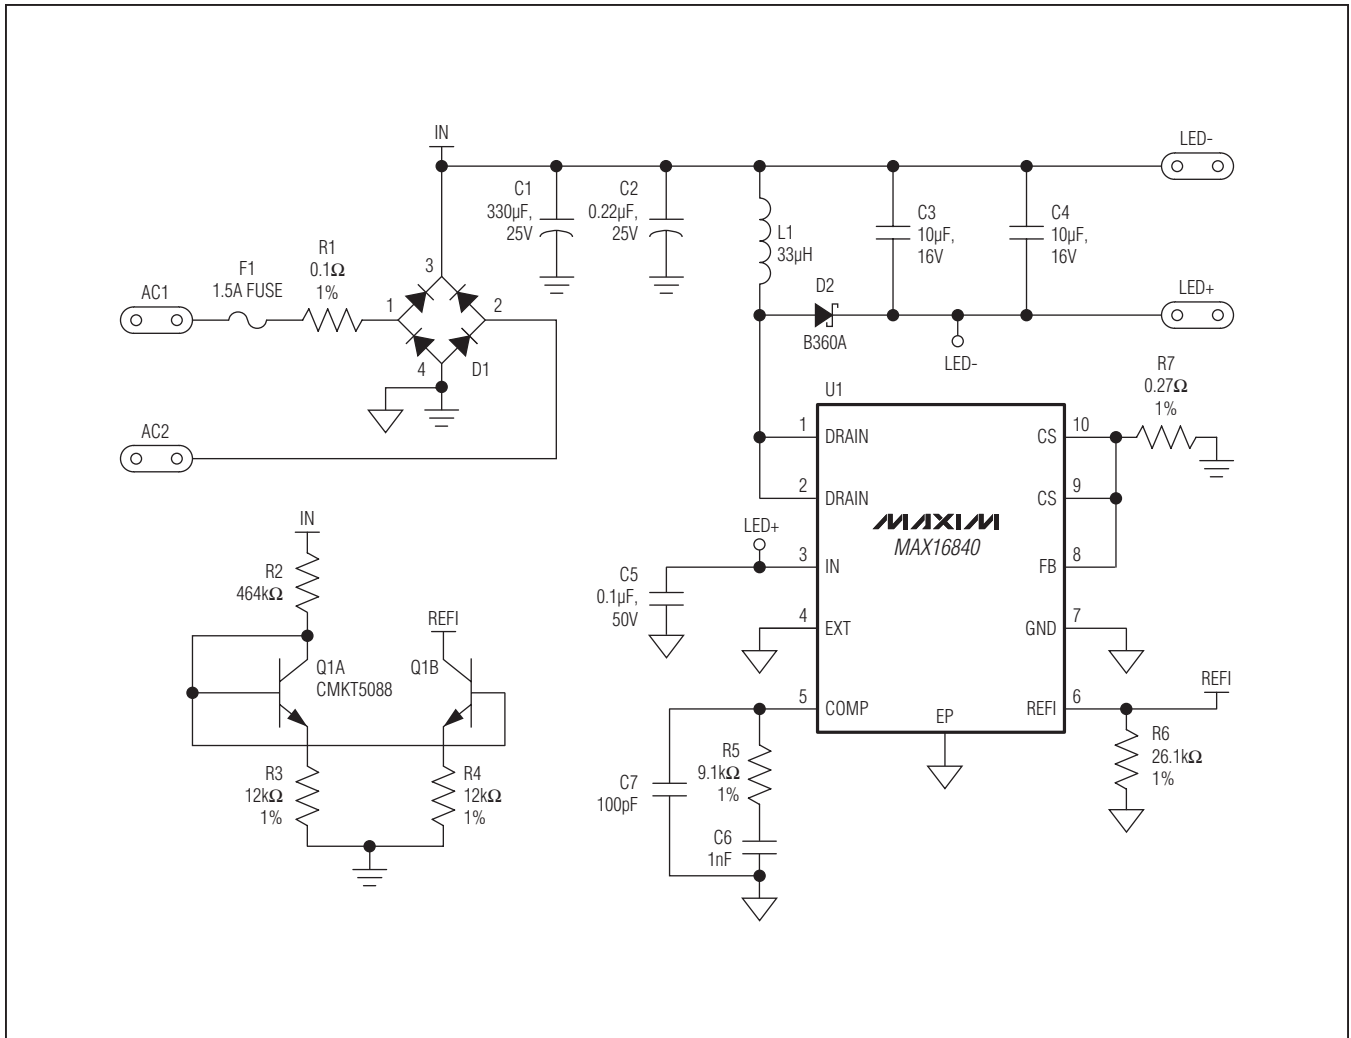 IN
LED-
C1
330µF,
25V
C2
0.22µF,
25V
L1
33µH
C3
10µF,
16V
C4
10µF,
16V
AC1
F1
1.5A FUSE
R1
0.1Ω
1%
3
1
2
4
D1
D2
B360A
LED-
LED+
AC2
U1
R7
0.27Ω
1%
1
DRAIN
CS
10
2
DRAIN
CS
9
MAXIM
MAX16840
LED+
3
IN
FB
8
C5
0.1µF,
50V
4
EXT
GND
7
5
COMP
EP
REFI
6
REFI
R6
26.1kΩ
1%
R5
9.1kΩ
1%
C7
100pF
C6
1nF
IN
R2
464kΩ
REFI
Q1A
CMKT5088
Q1B
R3
12kΩ
1%
R4
12kΩ
1%